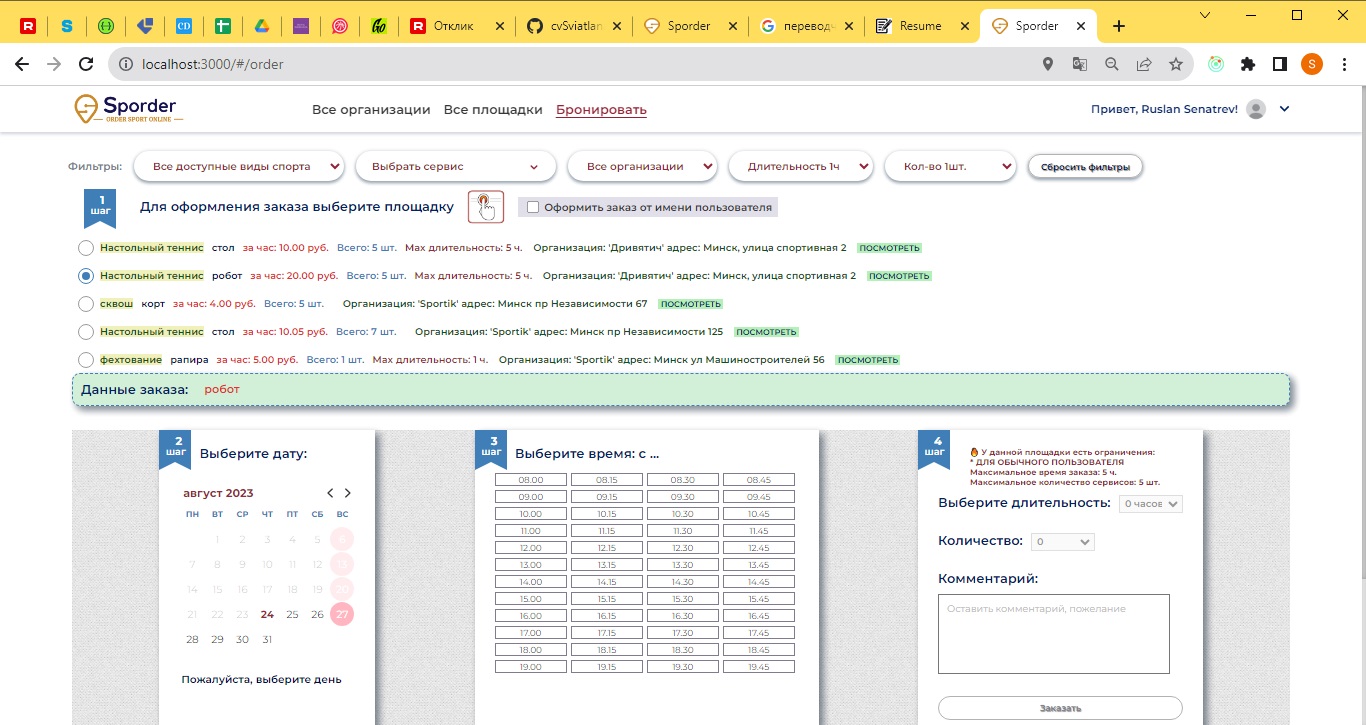 Отклик
cvSviatlan
Sporder
переводч
Resume
Sporder
localhost:3000/#/order
S
Sporder
ORDER SPORT ONLINE
Все организации Все площадки Бронировать
Привет, Ruslan Senatrev!
Фильтры: Все доступные виды спорта Выбрать сервис Все организации Длительность 1ч Кол-во 1шт. Сбросить фильтры
1
шаг
Для оформления заказа выберите площадку
Оформить заказ от имени пользователя
Настольный теннис стол за час: 10.00 руб. Всего: 5 шт. Мах длительность: 5 ч. Организация: 'Дривятич' адрес: Минск, улица спортивная 2 ПОСМОТРЕТЬ
Настольный теннис робот за час: 20.00 руб. Всего: 5 шт. Мах длительность: 5 ч. Организация: 'Дривятич' адрес: Минск, улица спортивная 2 ПОСМОТРЕТЬ
сквош корт за час: 4.00 руб. Всего: 5 шт. Организация: 'Sportik' адрес: Минск пр Независимости 67 ПОСМОТРЕТЬ
Настольный теннис стол за час: 10.05 руб. Всего: 7 шт. Организация: 'Sportik' адрес: Минск пр Независимости 125 ПОСМОТРЕТЬ
фехтование рапира за час: 5.00 руб. Всего: 1 шт. Мах длительность: 1 ч. Организация: 'Sportik' адрес: Минск ул Машиностроителей 56 ПОСМОТРЕТЬ
Данные заказа: робот
2
шаг
Выберите дату:
август 2023
ПН ВТ СР ЧТ ПТ СБ ВС
1 2 3 4 5 6
7 8 9 10 11 12 13
14 15 16 17 18 19 20
21 22 23 24 25 26 27
28 29 30 31
Пожалуйста, выберите день
3
шаг
Выберите время: с ...
08.00 08.15 08.30 08.45
09.00 09.15 09.30 09.45
10.00 10.15 10.30 10.45
11.00 11.15 11.30 11.45
12.00 12.15 12.30 12.45
13.00 13.15 13.30 13.45
14.00 14.15 14.30 14.45
15.00 15.15 15.30 15.45
16.00 16.15 16.30 16.45
17.00 17.15 17.30 17.45
18.00 18.15 18.30 18.45
19.00 19.15 19.30 19.45
4
шаг
У данной площадки есть ограничения:
* ДЛЯ ОБЫЧНОГО ПОЛЬЗОВАТЕЛЯ
Максимальное время заказа: 5 ч.
Максимальное количество сервисов: 5 шт.
Выберите длительность: 0 часов
Количество: 0
Комментарий:
Оставить комментарий, пожелание
Заказать